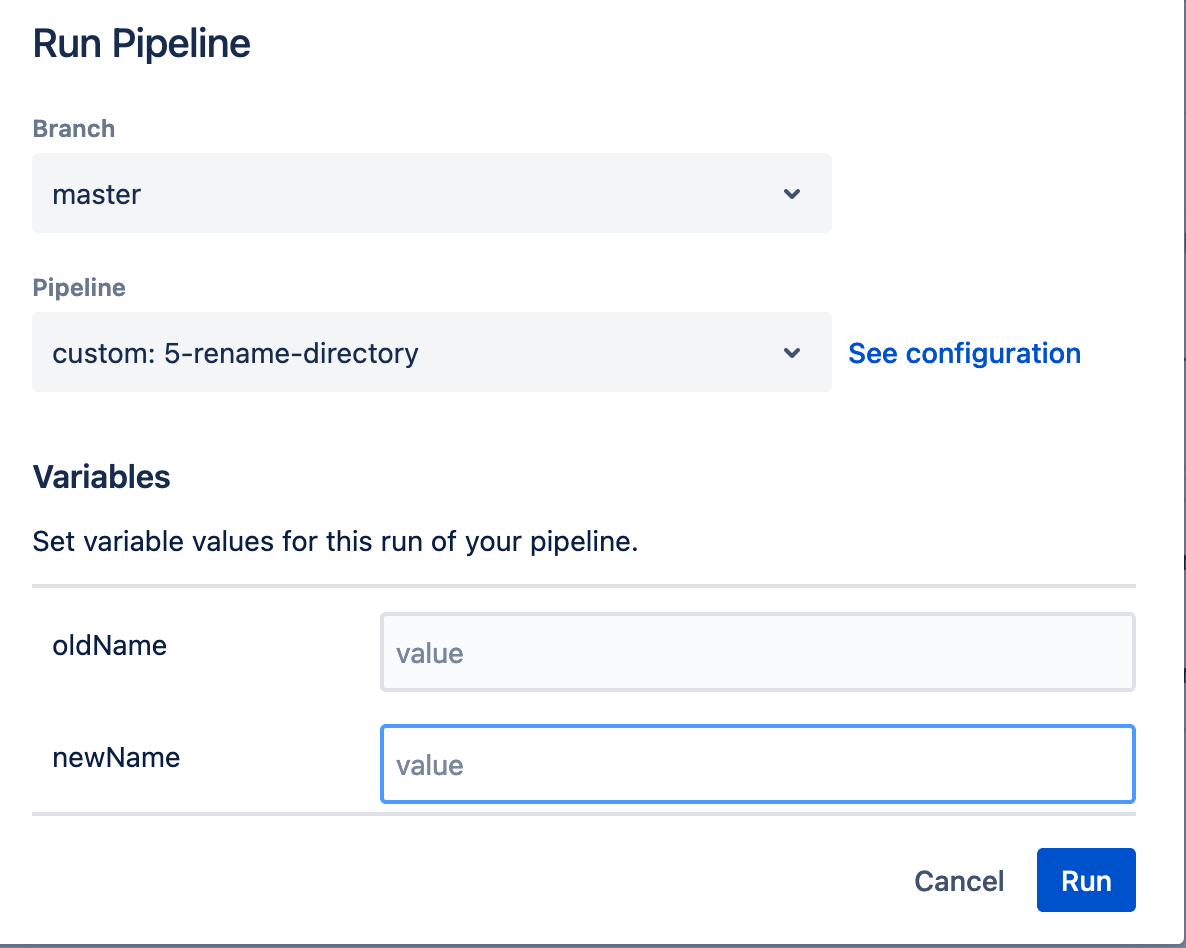 Run Pipeline
Branch
master
Pipeline
custom: 5-rename-directory
See configuration
Variables
Set variable values for this run of your pipeline.
oldName
value
newName
value
Cancel
Run